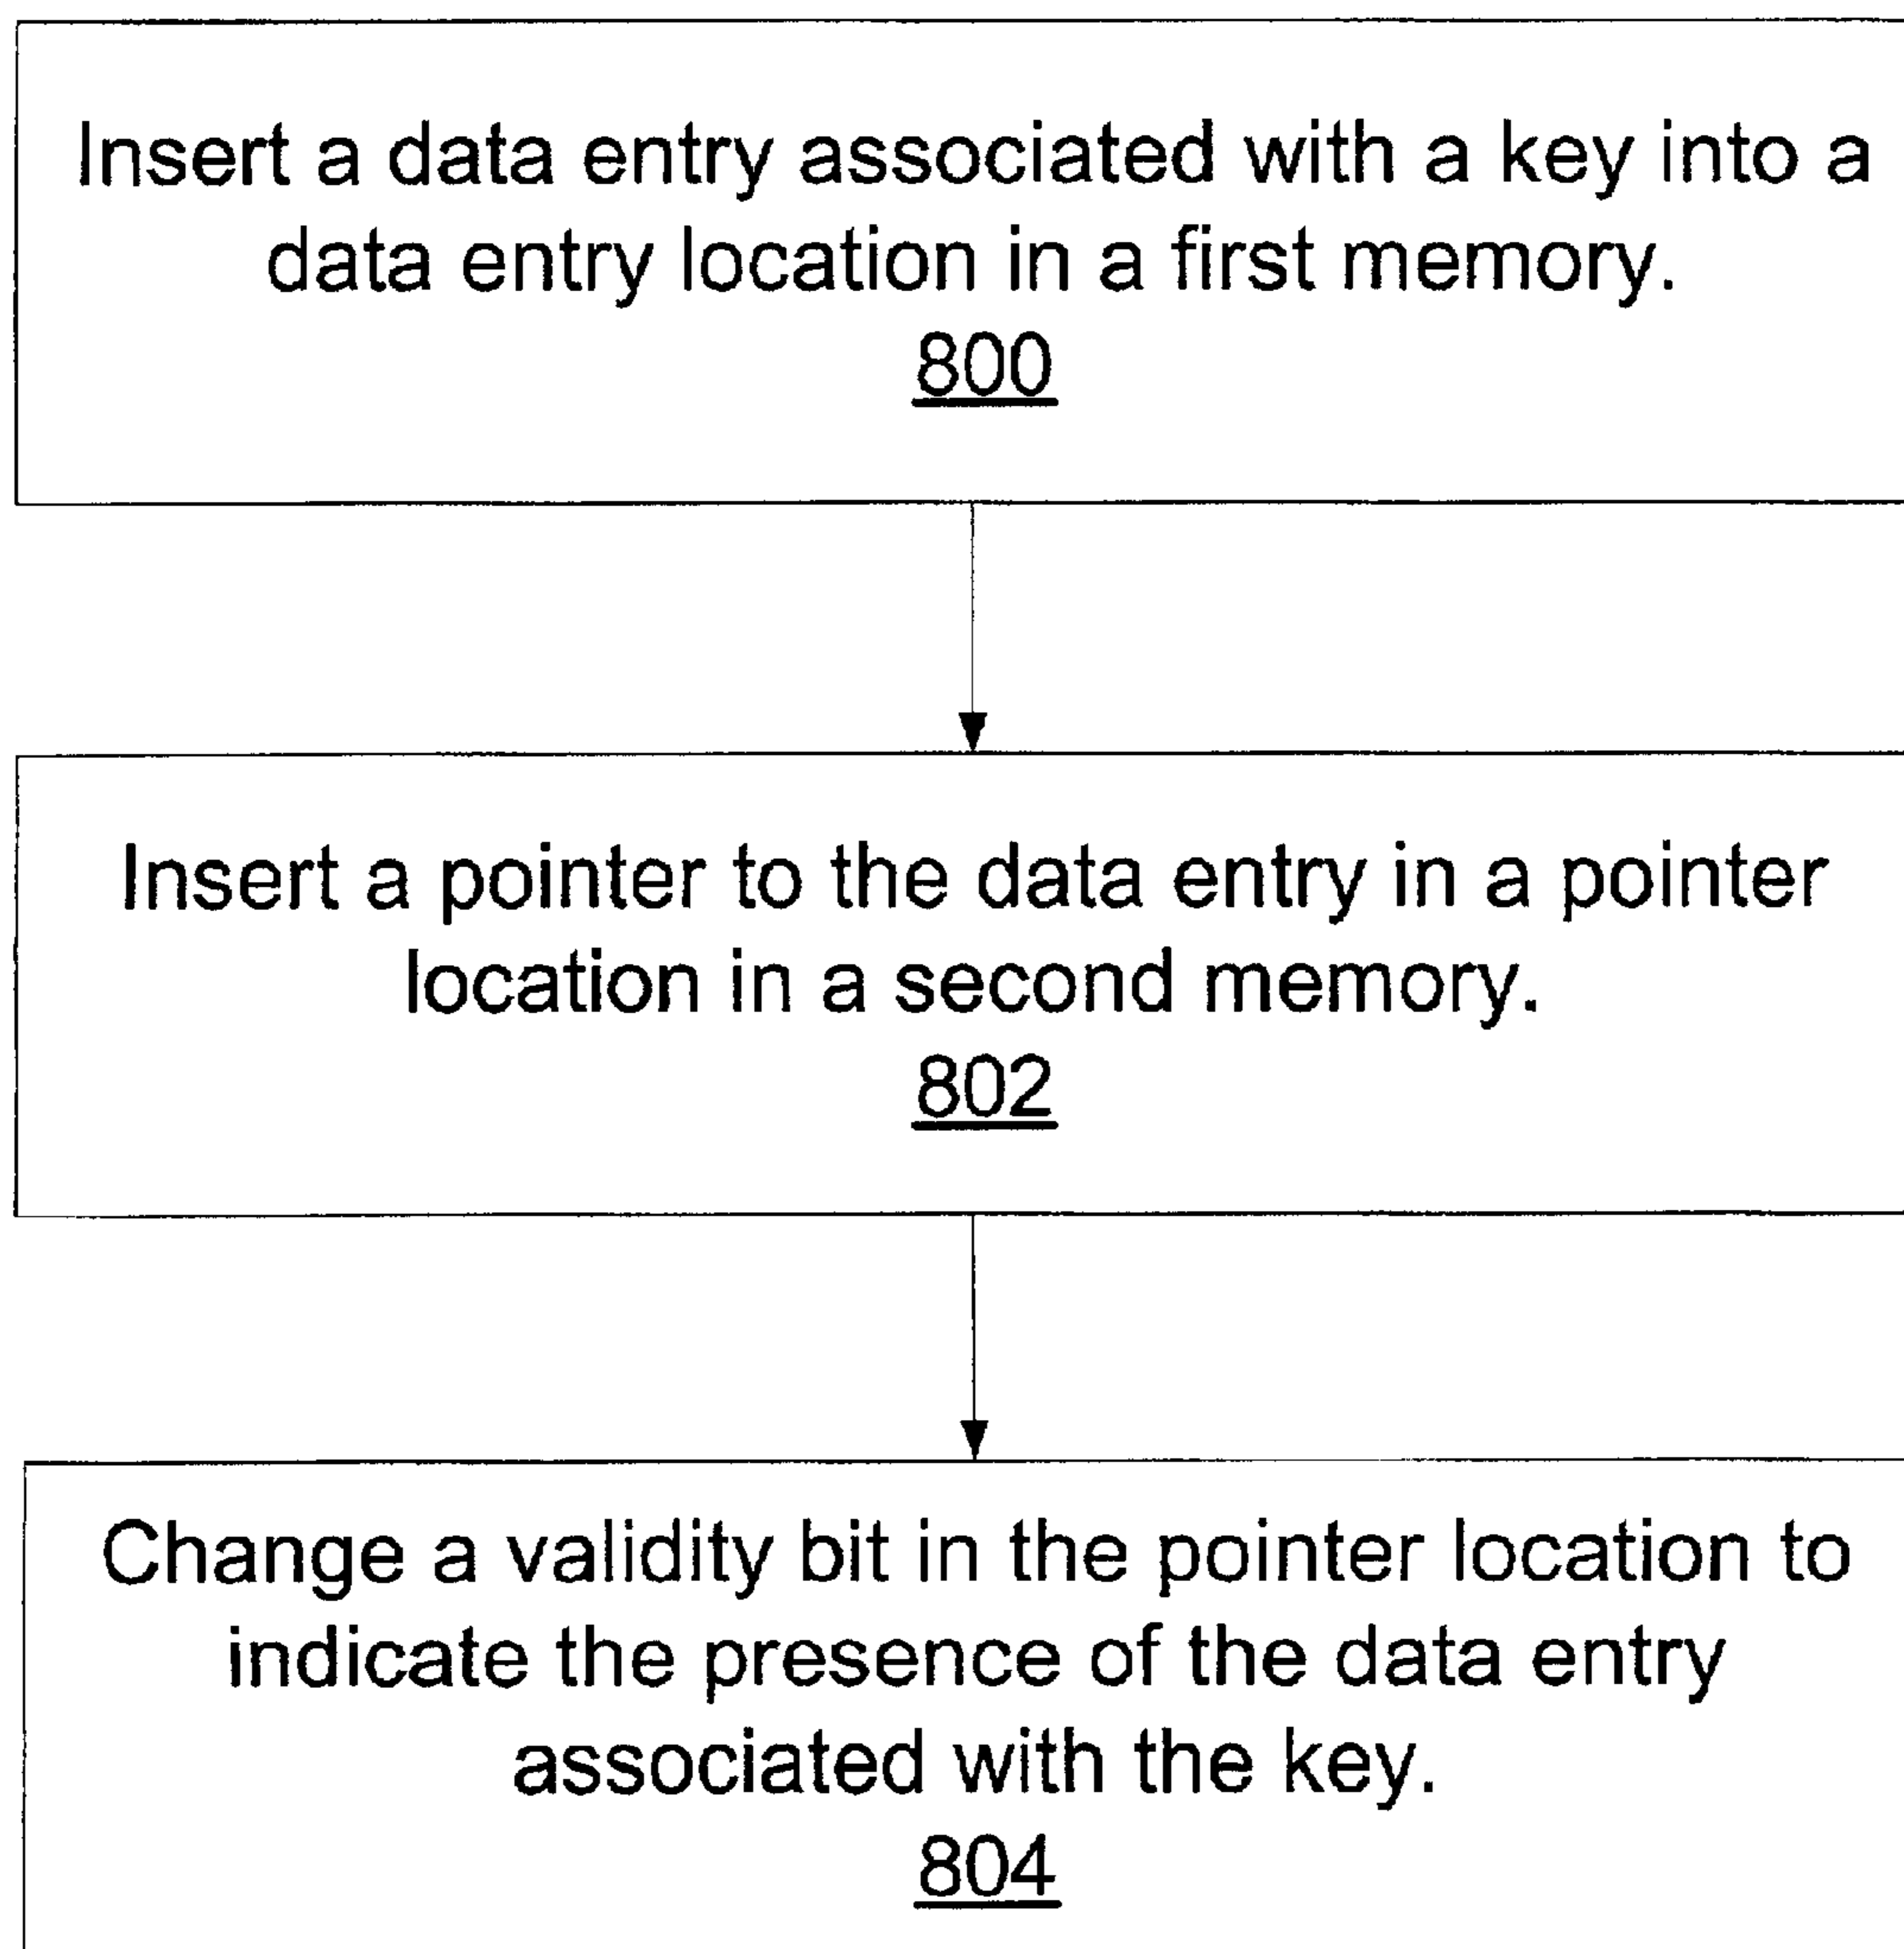 Insert a data entry associated with a key into a
data entry location in a first memory.
800
Insert a pointer to the data entry in a pointer
location in a second memory.
802
Change a validity bit in the pointer location to
indicate the presence of the data entry
associated with the key.
804